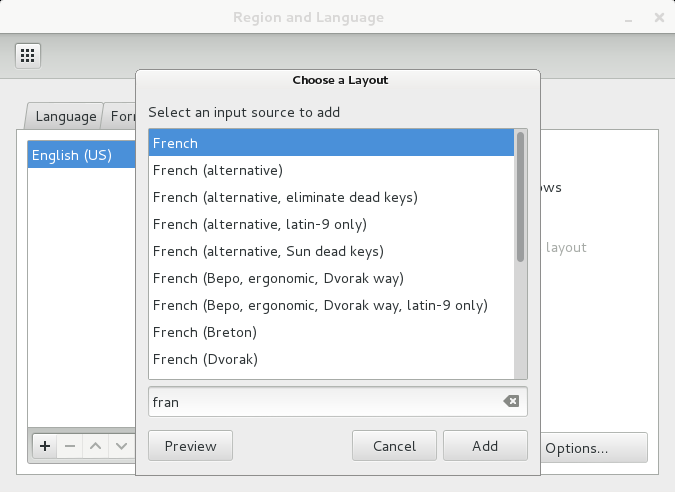 Region and Language
Choose a Layout
Language
Select an input source to add
English (US)
French
French (alternative)
French (alternative, eliminate dead keys)
French (alternative, latin-9 only)
layout
French (alternative, Sun dead keys)
French (Bepo, ergonomic, Dvorak way)
French (Bepo, ergonomic, Dvorak way, latin-9 only)
French (Breton)
French (Dvorak)
fran
Preview
Cancel
Add
Options...